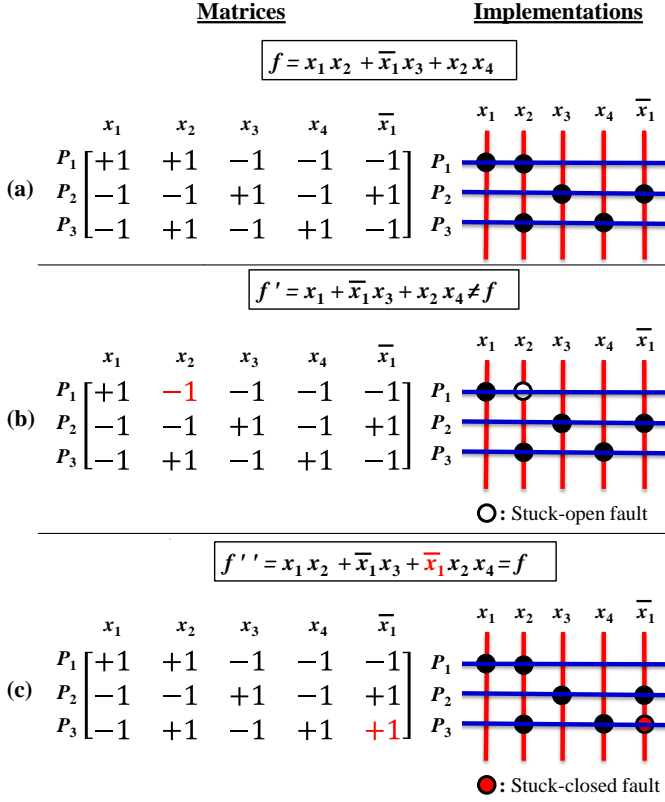 Matrices Implementations
f = x₁ x₂ + x̅₁ x₃ + x₂ x₄
x₁ x₂ x₃ x₄ x̅₁ x₁ x₂ x₃ x₄ x̅₁
(a)
P₁ +1 +1 −1 −1 −1 P₁
P₂ −1 −1 +1 −1 +1 P₂
P₃ −1 +1 −1 +1 −1 P₃
f' = x₁ + x̅₁ x₃ + x₂ x₄ ≠ f
x₁ x₂ x₃ x₄ x̅₁ x₁ x₂ x₃ x₄ x̅₁
(b)
P₁ +1 −1 −1 −1 −1 P₁
P₂ −1 −1 +1 −1 +1 P₂
P₃ −1 +1 −1 +1 −1 P₃
: Stuck-open fault
f'' = x₁ x₂ + x̅₁ x₃ + x̅₁ x₂ x₄ = f
x₁ x₂ x₃ x₄ x̅₁ x₁ x₂ x₃ x₄ x̅₁
(c)
P₁ +1 +1 −1 −1 −1 P₁
P₂ −1 −1 +1 −1 +1 P₂
P₃ −1 +1 −1 +1 +1 P₃
: Stuck-closed fault